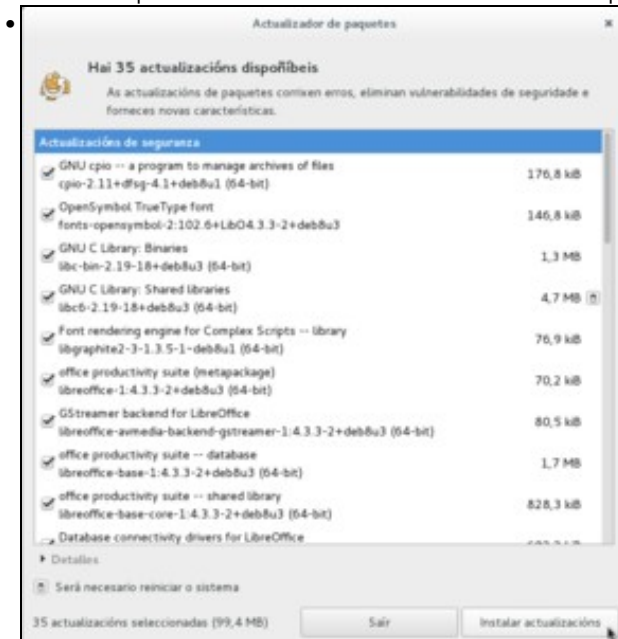 Actualizador de paquetes
Hai 35 actualizacións dispoñíbeis
As actualizacións de paquetes corrixen erros, eliminan vulnerabilidades de seguridade e
forneces novas características.
Actualizacións de seguranza
GNU cpio -- a program to manage archives of files
cpio-2.11+dfsg-4.1+deb8u1 (64-bit)
176,8 kiB
OpenSymbol TrueType font
fonts-opensymbol-2:102.6+LibO4.3.3-2+deb8u3
146,8 kiB
GNU C Library: Binaries
libc-bin-2.19-18+deb8u3 (64-bit)
1,3 MB
GNU C Library: Shared libraries
libc6-2.19-18+deb8u3 (64-bit)
4,7 MB
Font rendering engine for Complex Scripts -- library
libgraphite2-3-1.3.5-1~deb8u1 (64-bit)
76,9 kiB
office productivity suite (metapackage)
libreoffice-1:4.3.3-2+deb8u3 (64-bit)
70,2 kiB
GStreamer backend for LibreOffice
libreoffice-avmedia-backend-gstreamer-1:4.3.3-2+deb8u3 (64-bit)
80,5 kiB
office productivity suite -- database
libreoffice-base-1:4.3.3-2+deb8u3 (64-bit)
1,7 MB
office productivity suite -- shared library
libreoffice-base-core-1:4.3.3-2+deb8u3 (64-bit)
828,3 kiB
Database connectivity drivers for LibreOffice
Detalles
Será necesario reiniciar o sistema
35 actualizacións seleccionadas (99,4 MB)
Saír
Instalar actualizacións